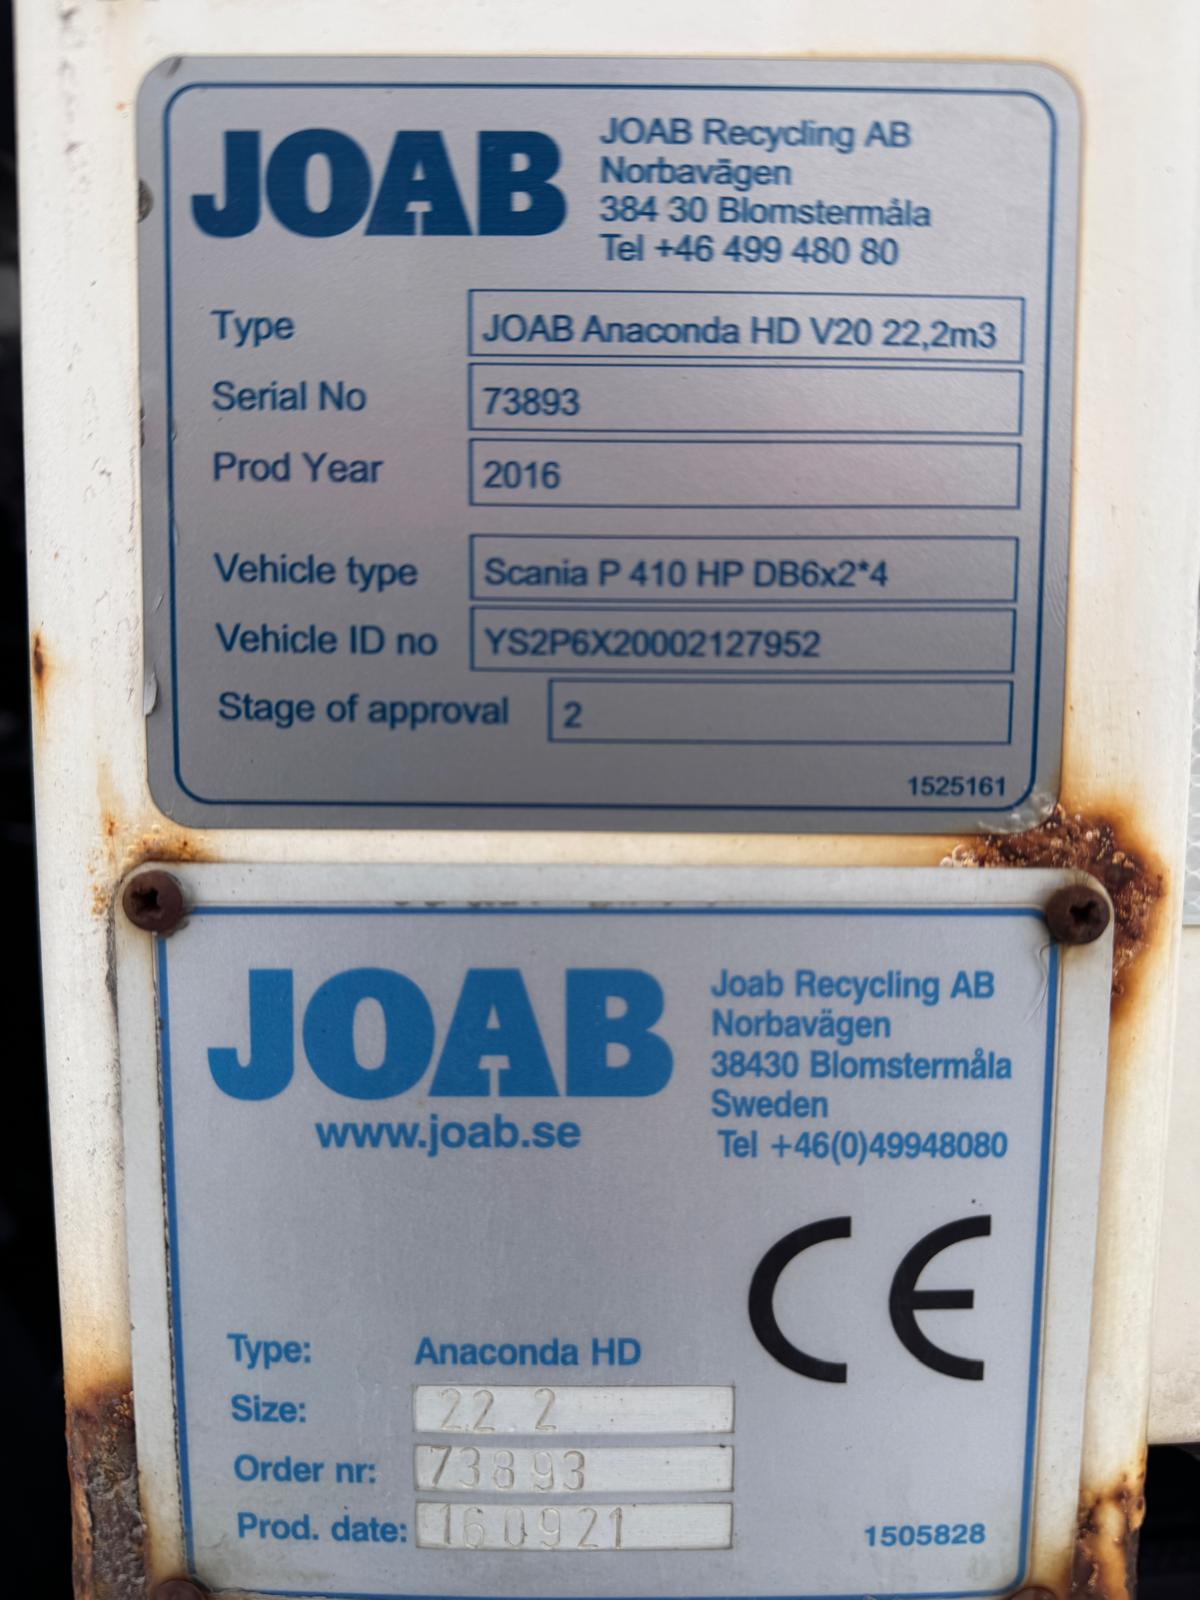 JOAB
JOAB Recycling AB
Norbavägen
384 30 Blomstermåla
Tel +46 499 480 80
Type JOAB Anaconda HD V20 22,2m3
Serial No 73893
Prod Year 2016
Vehicle type Scania P 410 HP DB6x2*4
Vehicle ID no YS2P6X20002127952
Stage of approval 2
1525161
JOAB
www.joab.se
Joab Recycling AB
Norbavägen
38430 Blomstermåla
Sweden
Tel +46(0)49948080
CE
Type: Anaconda HD
Size: 22 2
Order nr: 73893
Prod. date: 160921
1505828